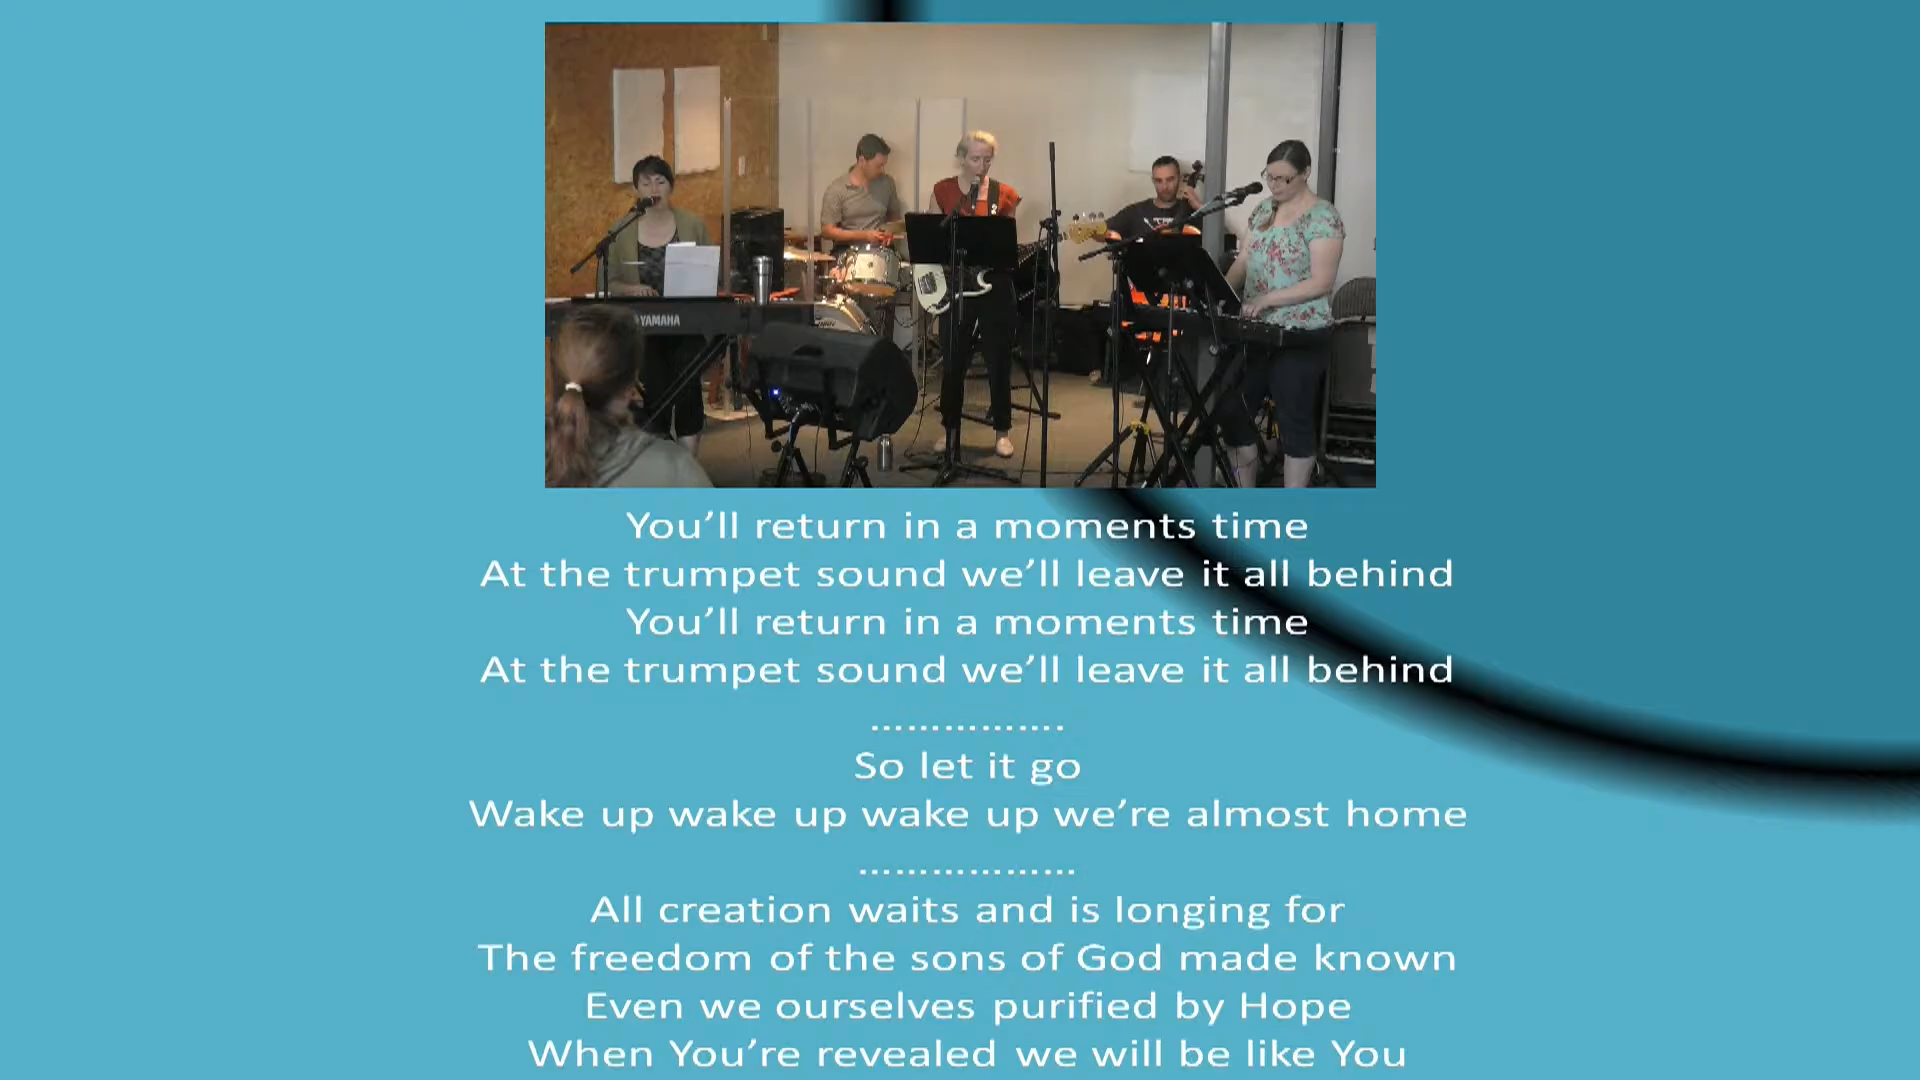 YAMAHA
You'll return in a moments time
At the trumpet sound we'll leave it all behind
You'll return in a moments time
At the trumpet sound we'll leave it all behind
................
So let it go
Wake up wake up wake up we're almost home
..................
All creation waits and is longing for
The freedom of the sons of God made known
Even we ourselves purified by Hope
When You're revealed we will be like You